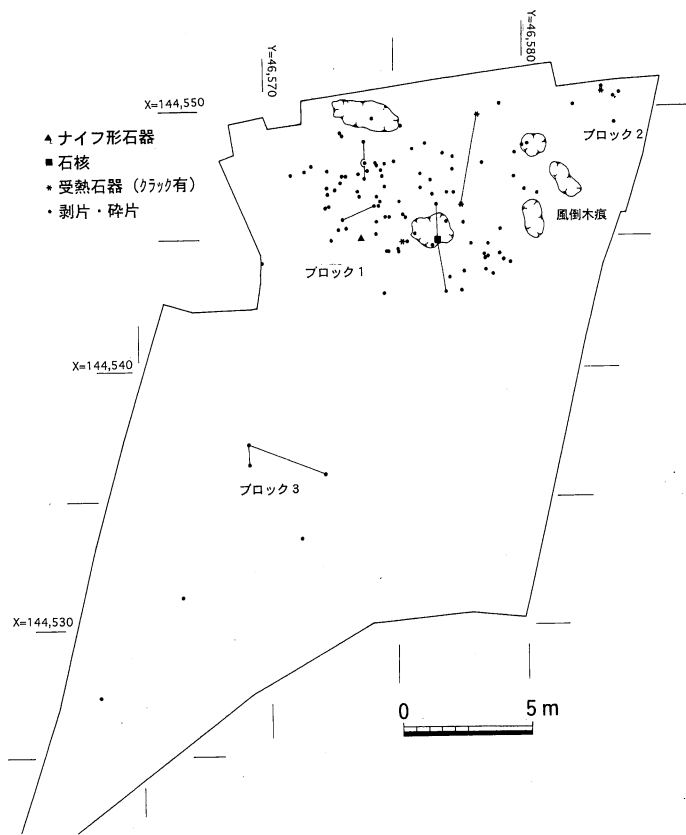 Y=46,570
Y=46,580
X=144,550
▲ ナイフ形石器
■ 石核
* 受熱石器（クラック有）
・ 剥片・砕片
ブロック2
風倒木痕
ブロック1
X=144,540
ブロック3
X=144,530
0 5m